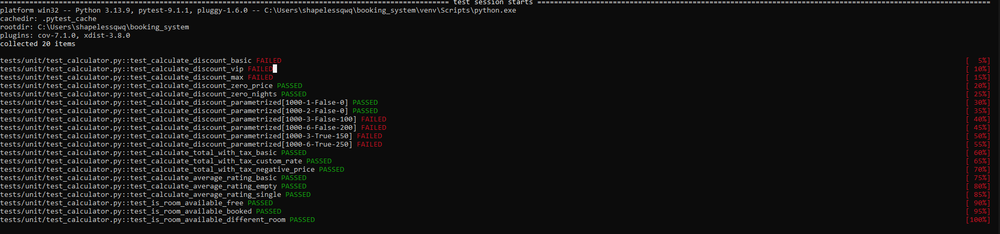 ============ test session starts ============
platform win32 -- Python 3.13.9, pytest-9.1.1, pluggy-1.6.0 -- C:\Users\shapelessqwq\booking_system\venv\Scripts\python.exe
cachedir: .pytest_cache
rootdir: C:\Users\shapelessqwq\booking_system
plugins: cov-7.1.0, xdist-3.8.0
collected 20 items
tests/unit/test_calculator.py::test_calculate_discount_basic FAILED [  5%]
tests/unit/test_calculator.py::test_calculate_discount_vip FAILED [ 10%]
tests/unit/test_calculator.py::test_calculate_discount_max FAILED [ 15%]
tests/unit/test_calculator.py::test_calculate_discount_zero_price PASSED [ 20%]
tests/unit/test_calculator.py::test_calculate_discount_zero_nights PASSED [ 25%]
tests/unit/test_calculator.py::test_calculate_discount_parametrized[1000-1-False-0] PASSED [ 30%]
tests/unit/test_calculator.py::test_calculate_discount_parametrized[1000-2-False-0] PASSED [ 35%]
tests/unit/test_calculator.py::test_calculate_discount_parametrized[1000-3-False-100] FAILED [ 40%]
tests/unit/test_calculator.py::test_calculate_discount_parametrized[1000-6-False-200] FAILED [ 45%]
tests/unit/test_calculator.py::test_calculate_discount_parametrized[1000-3-True-150] FAILED [ 50%]
tests/unit/test_calculator.py::test_calculate_discount_parametrized[1000-6-True-250] FAILED [ 55%]
tests/unit/test_calculator.py::test_calculate_total_with_tax_basic PASSED [ 60%]
tests/unit/test_calculator.py::test_calculate_total_with_tax_custom_rate PASSED [ 65%]
tests/unit/test_calculator.py::test_calculate_total_with_tax_negative_price PASSED [ 70%]
tests/unit/test_calculator.py::test_calculate_average_rating_basic PASSED [ 75%]
tests/unit/test_calculator.py::test_calculate_average_rating_empty PASSED [ 80%]
tests/unit/test_calculator.py::test_calculate_average_rating_single PASSED [ 85%]
tests/unit/test_calculator.py::test_is_room_available_free PASSED [ 90%]
tests/unit/test_calculator.py::test_is_room_available_booked PASSED [ 95%]
tests/unit/test_calculator.py::test_is_room_available_different_room PASSED [100%]